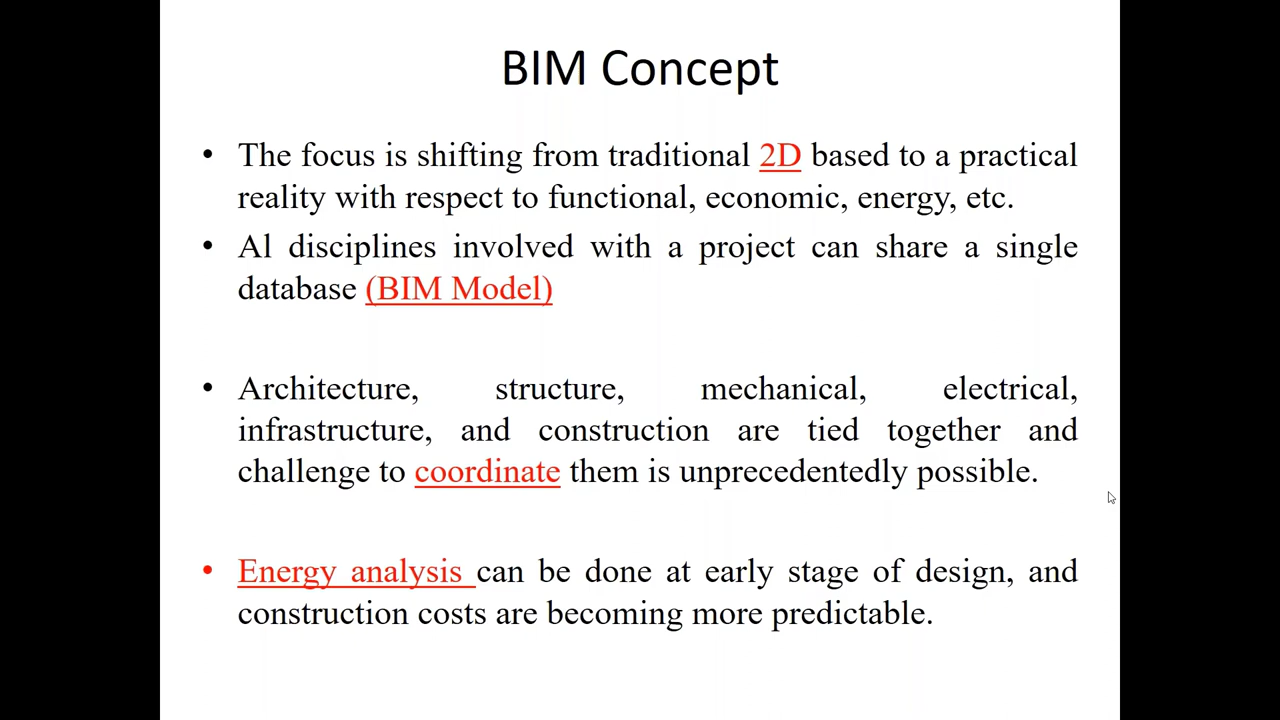 BIM Concept
• The focus is shifting from traditional 2D based to a practical
reality with respect to functional, economic, energy, etc.
• Al disciplines involved with a project can share a single
database (BIM Model)
• Architecture, structure, mechanical, electrical,
infrastructure, and construction are tied together and
challenge to coordinate them is unprecedentedly possible.
• Energy analysis can be done at early stage of design, and
construction costs are becoming more predictable.